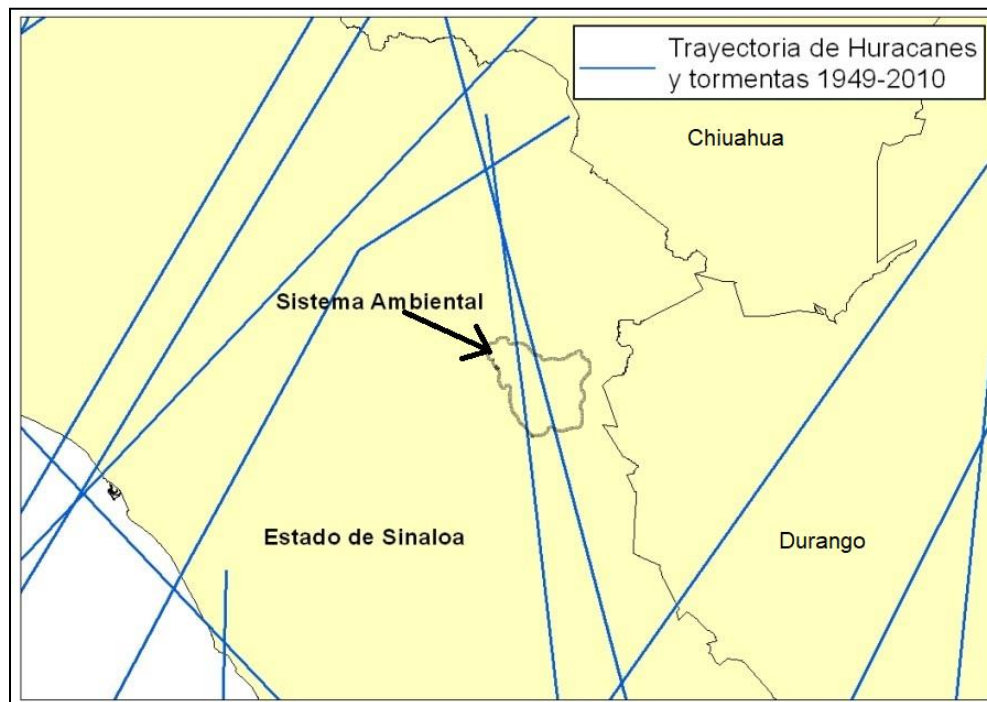 Trayectoria de Huracanes
y tormentas 1949-2010
Chiuahua
Sistema Ambiental
Estado de Sinaloa
Durango